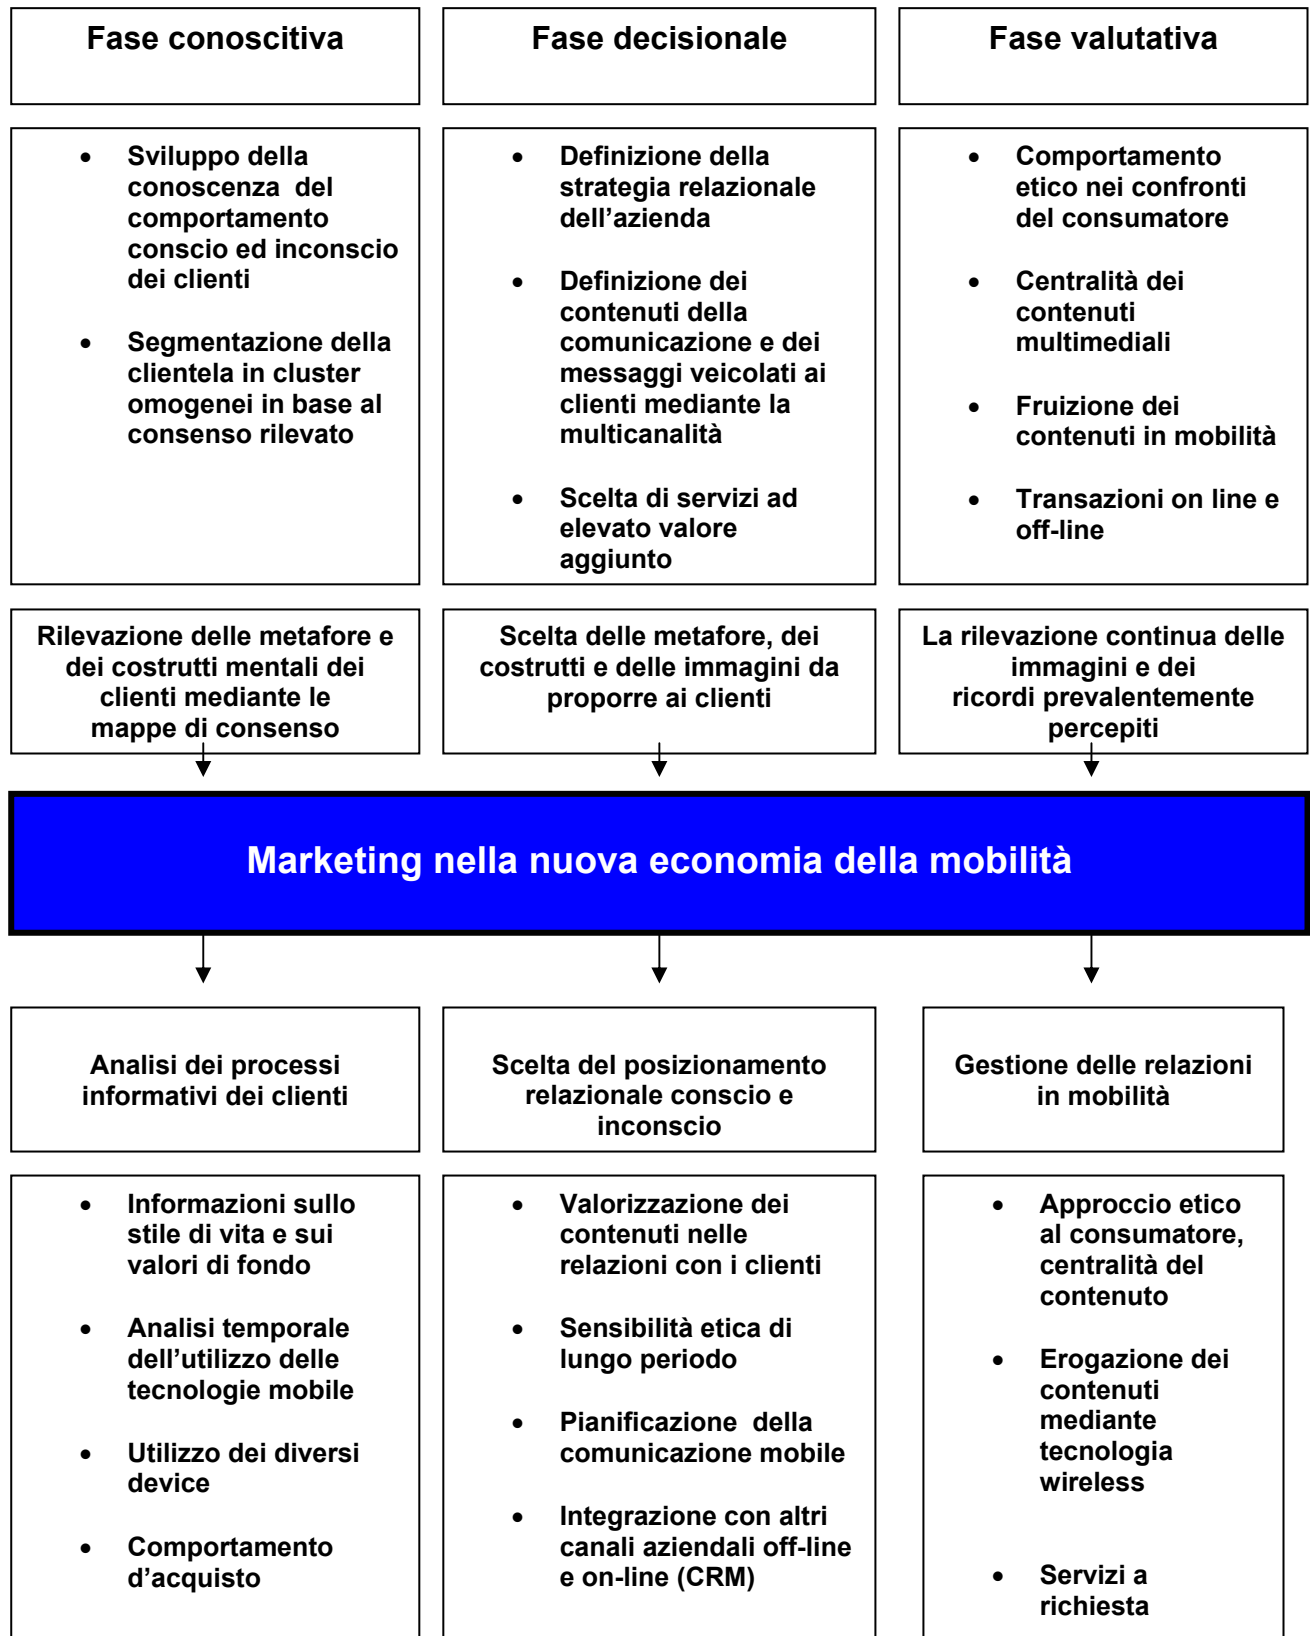 Fase conoscitiva
Fase decisionale
Fase valutativa
• Sviluppo della
conoscenza  del
comportamento
conscio ed inconscio
dei clienti
• Segmentazione della
clientela in cluster
omogenei in base al
consenso rilevato
• Definizione della
strategia relazionale
dell’azienda
• Definizione dei
contenuti della
comunicazione e dei
messaggi veicolati ai
clienti mediante la
multicanalità
• Scelta di servizi ad
elevato valore
aggiunto
• Comportamento
etico nei confronti
del consumatore
• Centralità dei
contenuti
multimediali
• Fruizione dei
contenuti in mobilità
• Transazioni on line e
off-line
Rilevazione delle metafore e
dei costrutti mentali dei
clienti mediante le
mappe di consenso
Scelta delle metafore, dei
costrutti e delle immagini da
proporre ai clienti
La rilevazione continua delle
immagini e dei
ricordi prevalentemente
percepiti
Marketing nella nuova economia della mobilità
Analisi dei processi
informativi dei clienti
Scelta del posizionamento
relazionale conscio e
inconscio
Gestione delle relazioni
in mobilità
• Informazioni sullo
stile di vita e sui
valori di fondo
• Analisi temporale
dell’utilizzo delle
tecnologie mobile
• Utilizzo dei diversi
device
• Comportamento
d’acquisto
• Valorizzazione dei
contenuti nelle
relazioni con i clienti
• Sensibilità etica di
lungo periodo
• Pianificazione  della
comunicazione mobile
• Integrazione con altri
canali aziendali off-line
e on-line (CRM)
• Approccio etico
al consumatore,
centralità del
contenuto
• Erogazione dei
contenuti
mediante
tecnologia
wireless
• Servizi a
richiesta